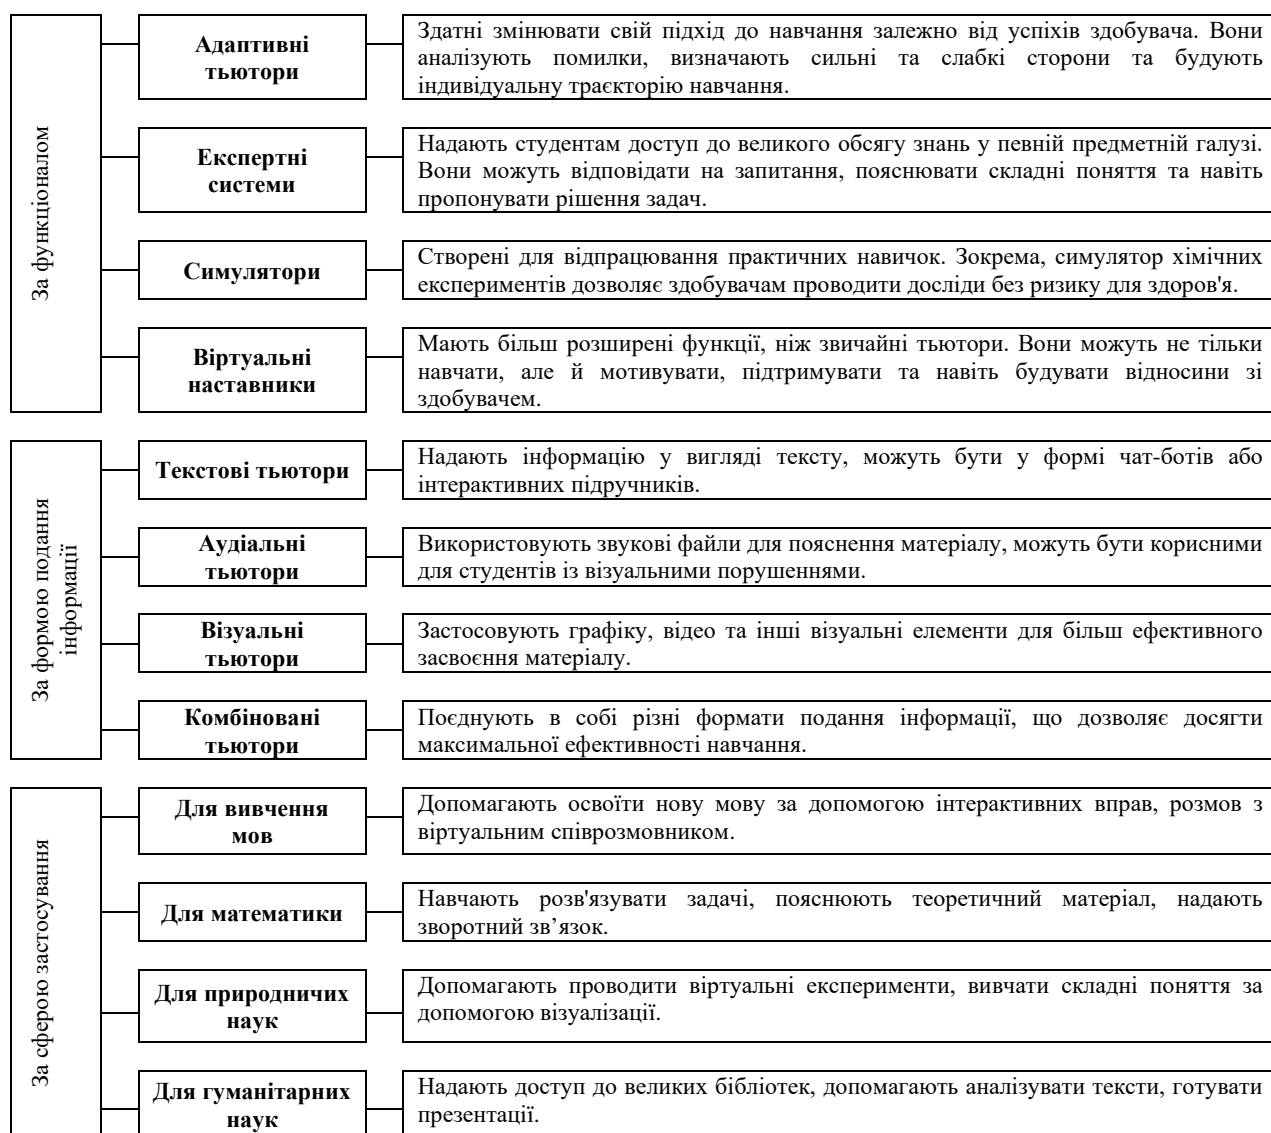 За функціоналом
Адаптивні
тьютори
Здатні змінювати свій підхід до навчання залежно від успіхів здобувача. Вони
аналізують помилки, визначають сильні та слабкі сторони та будують
індивідуальну траєкторію навчання.
Експертні
системи
Надають студентам доступ до великого обсягу знань у певній предметній галузі.
Вони можуть відповідати на запитання, пояснювати складні поняття та навіть
пропонувати рішення задач.
Симулятори
Створені для відпрацювання практичних навичок. Зокрема, симулятор хімічних
експериментів дозволяє здобувачам проводити досліди без ризику для здоров'я.
Віртуальні
наставники
Мають більш розширені функції, ніж звичайні тьютори. Вони можуть не тільки
навчати, але й мотивувати, підтримувати та навіть будувати відносини зі
здобувачем.
За формою подання
інформації
Текстові тьютори
Надають інформацію у вигляді тексту, можуть бути у формі чат-ботів або
інтерактивних підручників.
Аудіальні
тьютори
Використовують звукові файли для пояснення матеріалу, можуть бути корисними
для студентів із візуальними порушеннями.
Візуальні
тьютори
Застосовують графіку, відео та інші візуальні елементи для більш ефективного
засвоєння матеріалу.
Комбіновані
тьютори
Поєднують в собі різні формати подання інформації, що дозволяє досягти
максимальної ефективності навчання.
За сферою застосування
Для вивчення
мов
Допомагають освоїти нову мову за допомогою інтерактивних вправ, розмов з
віртуальним співрозмовником.
Для математики
Навчають розв'язувати задачі, пояснюють теоретичний матеріал, надають
зворотний зв’язок.
Для природничих
наук
Допомагають проводити віртуальні експерименти, вивчати складні поняття за
допомогою візуалізації.
Для гуманітарних
наук
Надають доступ до великих бібліотек, допомагають аналізувати тексти, готувати
презентації.